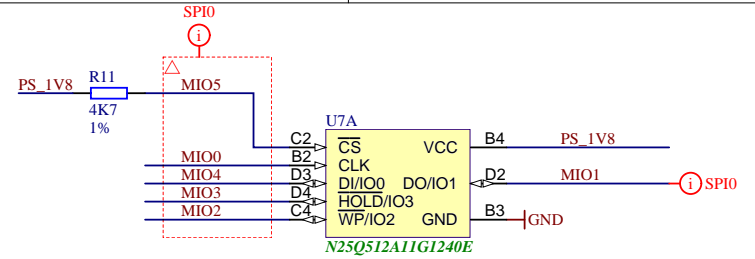 SPI0
i
PS_1V8
R11
MIO5
4K7
1%
U7A
C2
CS
VCC
B4
PS_1V8
MIO0
B2
CLK
MIO4
D3
DI/IO0
DO/IO1
D2
MIO1
i
SPI0
MIO3
D4
HOLD/IO3
MIO2
C4
WP/IO2
GND
B3
GND
N25Q512A11G1240E